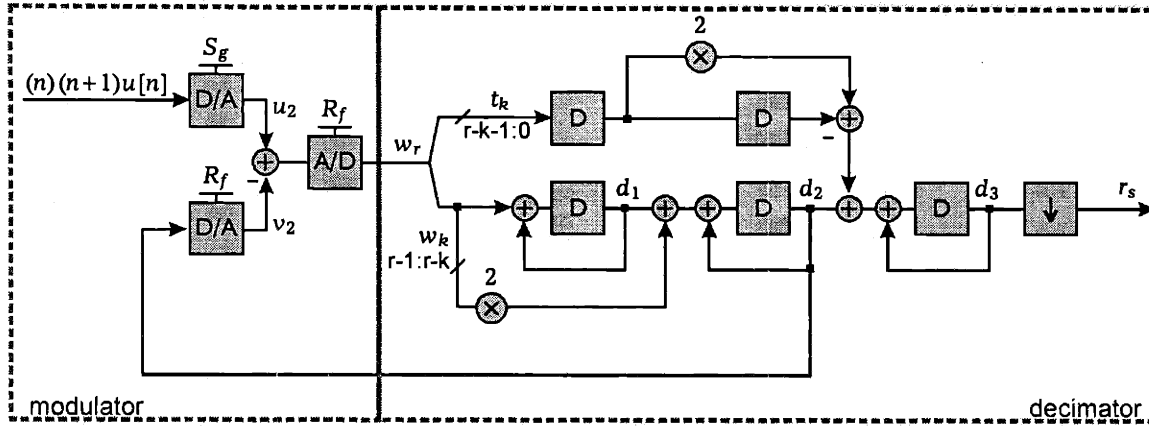 2
S_g
(n)(n+1)u[n]
D/A
u_2
t_k
r-k-1:0
D
D
+
-
R_f
w_r
+
A/D
-
R_f
D/A
v_2
w_k
r-1:r-k
+
D
d_1
+
+
D
d_2
+
+
D
d_3
↓
r_s
2
modulator
decimator